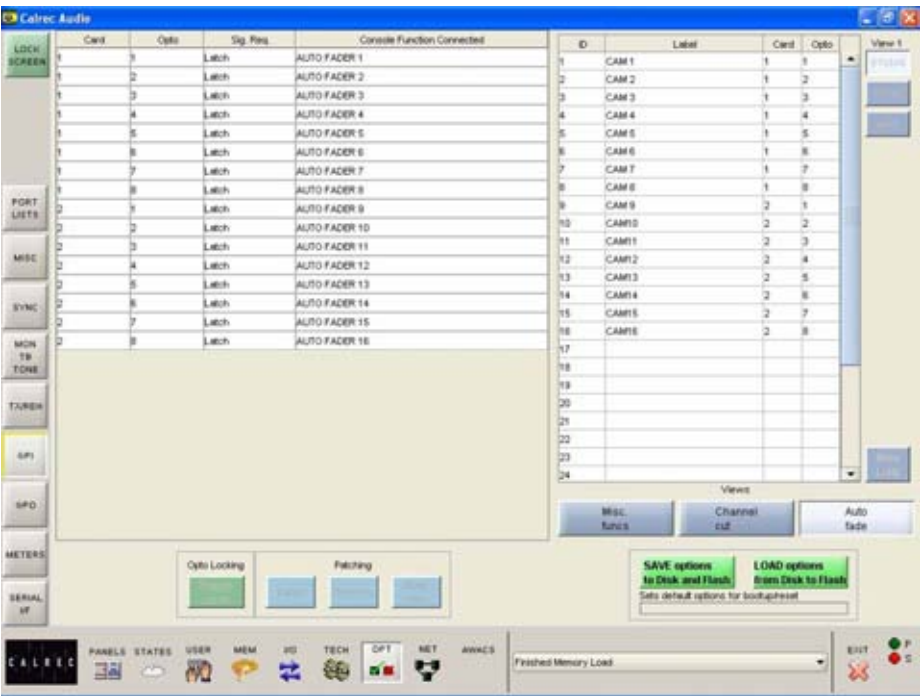 Calrec Audio
LOCK SCREEN
Card Opto Sig. Req. Console Function Connected
1 1 Latch AUTO FADER 1
1 2 Latch AUTO FADER 2
1 3 Latch AUTO FADER 3
1 4 Latch AUTO FADER 4
1 5 Latch AUTO FADER 5
1 6 Latch AUTO FADER 6
1 7 Latch AUTO FADER 7
1 8 Latch AUTO FADER 8
2 1 Latch AUTO FADER 9
2 2 Latch AUTO FADER 10
2 3 Latch AUTO FADER 11
2 4 Latch AUTO FADER 12
2 5 Latch AUTO FADER 13
2 6 Latch AUTO FADER 14
2 7 Latch AUTO FADER 15
2 8 Latch AUTO FADER 16
ID Label Card Opto
1 CAM 1 1 1
2 CAM 2 1 2
3 CAM 3 1 3
4 CAM 4 1 4
5 CAM 5 1 5
6 CAM 6 1 6
7 CAM 7 1 7
8 CAM 8 1 8
9 CAM 9 2 1
10 CAM10 2 2
11 CAM11 2 3
12 CAM12 2 4
13 CAM13 2 5
14 CAM14 2 6
15 CAM15 2 7
16 CAM16 2 8
17
18
19
20
21
22
23
24
View 1
PORT LISTS
MISC
SYNC
MON TB TONE
TX/REH
GPI
GPO
METERS
SERIAL I/F
Views
Misc. funcs
Channel cut
Auto fade
Opto Locking
Patching
SAVE options
to Disk and Flash
LOAD options
from Disk to Flash
Sets default options for bootup/reset
CALREC
PANELS STATES USER MEM I/O TECH OPT NET AWACS
Finished Memory Load
EXIT
P
S